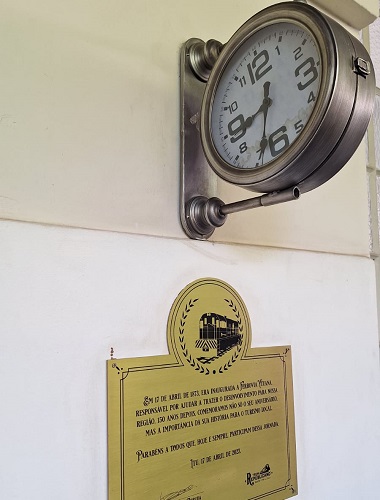 12
1
2
3
4
5
6
8
9
10
11
Em 17 de abril de 1873, era inaugurada a Ferrovia Ytuana,
responsável por ajudar a trazer o desenvolvimento para nossa
região. 150 anos depois, comemoramos não só o seu aniversário,
mas a importância da sua história para o turismo local.
Parabéns a todos que, hoje e sempre, participam dessa jornada.
Itu, 17 de abril de 2023.
Republicano